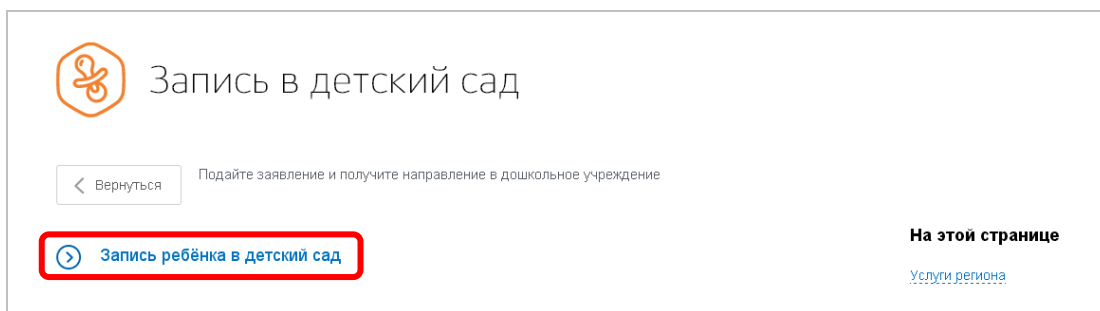 Запись в детский сад
Вернуться
Подайте заявление и получите направление в дошкольное учреждение
Запись ребёнка в детский сад
На этой странице
Услуги региона